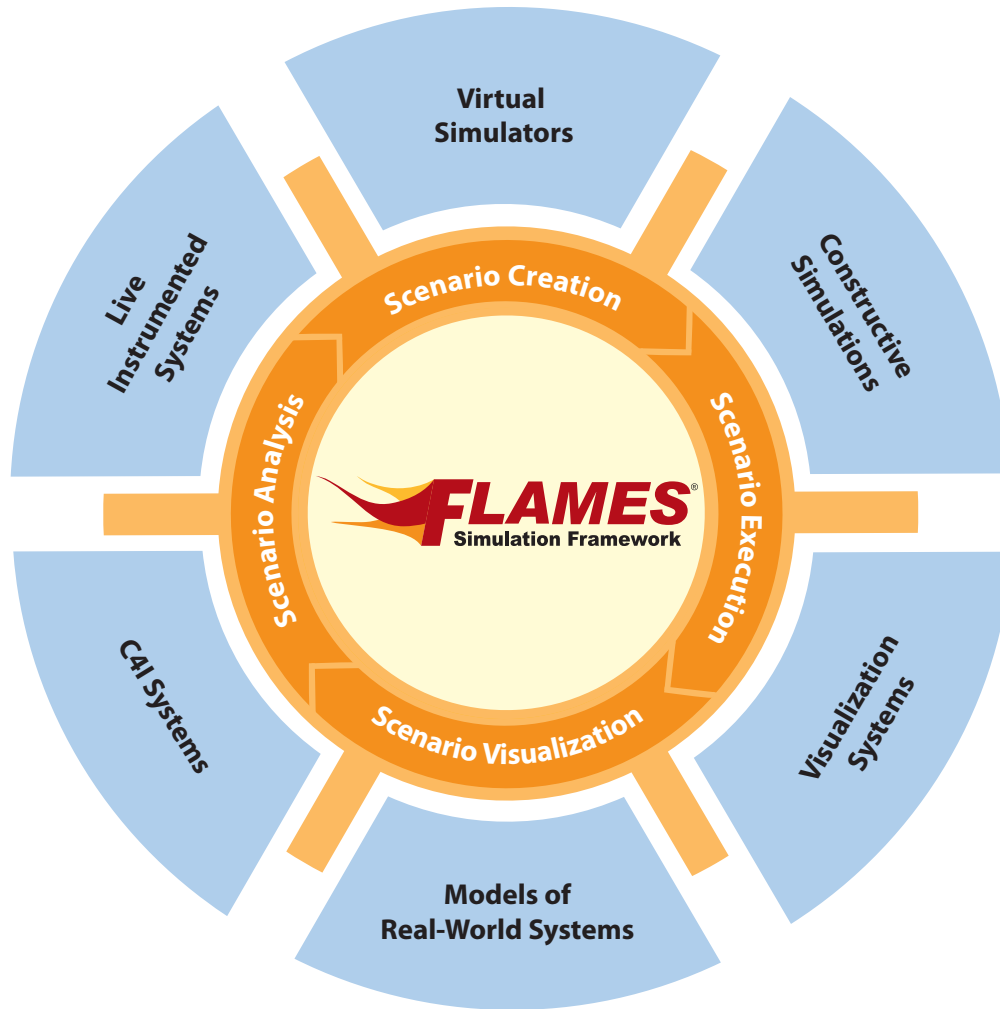 Virtual
Simulators
Constructive
Simulations
Visualization
Systems
Models of
Real-World Systems
C4I Systems
Live
Instrumented
Systems
Scenario Creation
Scenario Execution
Scenario Visualization
Scenario Analysis
FLAMES®
Simulation Framework